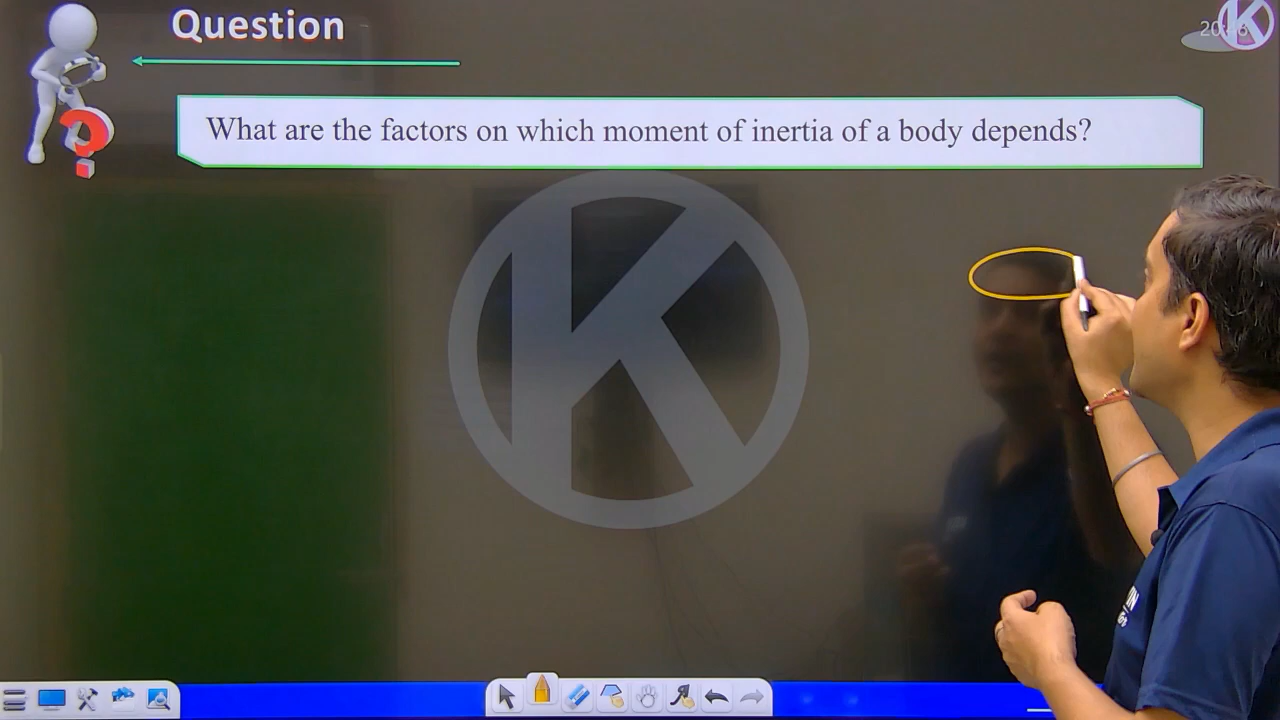 Question
What are the factors on which moment of inertia of a body depends?
K